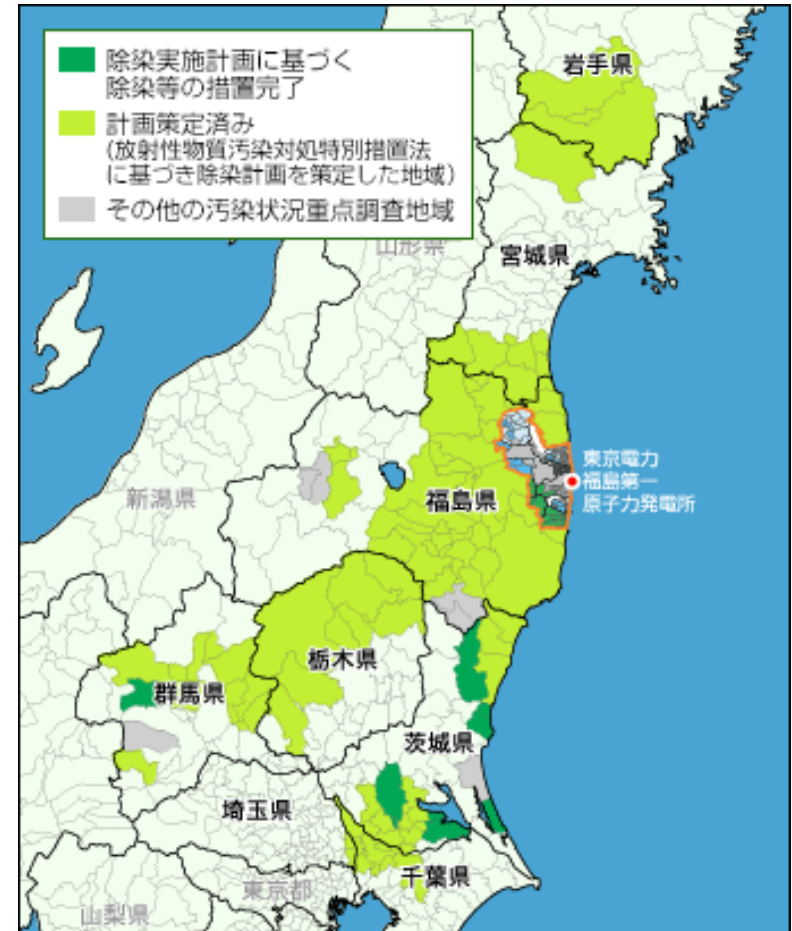 除染実施計画に基づく
除染等の措置完了
計画策定済み
(放射性物質汚染対処特別措置法
に基づき除染計画を策定した地域)
その他の汚染状況重点調査地域
岩手県
山形県
宮城県
新潟県
福島県
東京電力
福島第一
原子力発電所
栃木県
群馬県
茨城県
埼玉県
千葉県
東京都
山梨県